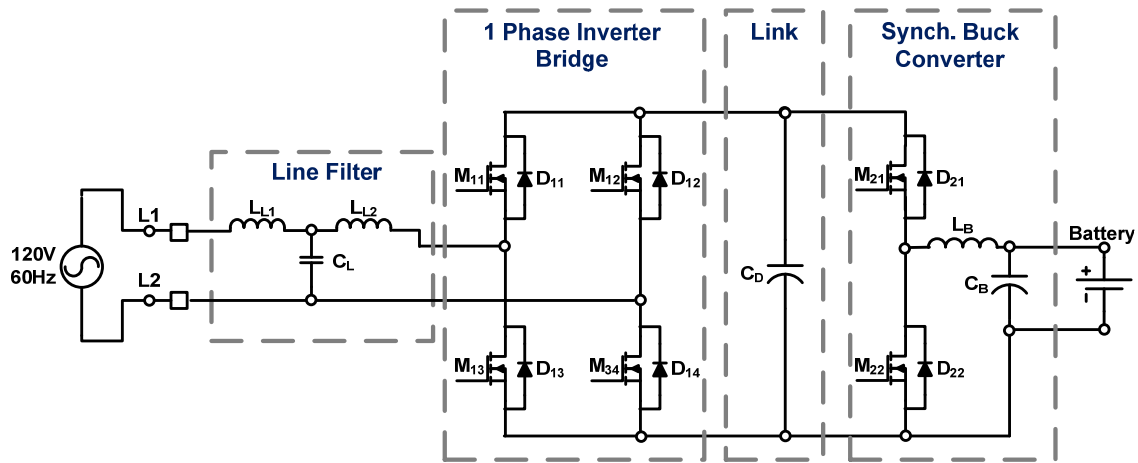 1 Phase Inverter
Bridge
Link
Synch. Buck
Converter
Line Filter
M11
D11
M12
D12
M21
D21
L1
LL1
LL2
120V
60Hz
CL
L2
LB
Battery
CD
CB
+
-
M13
D13
M34
D14
M22
D22